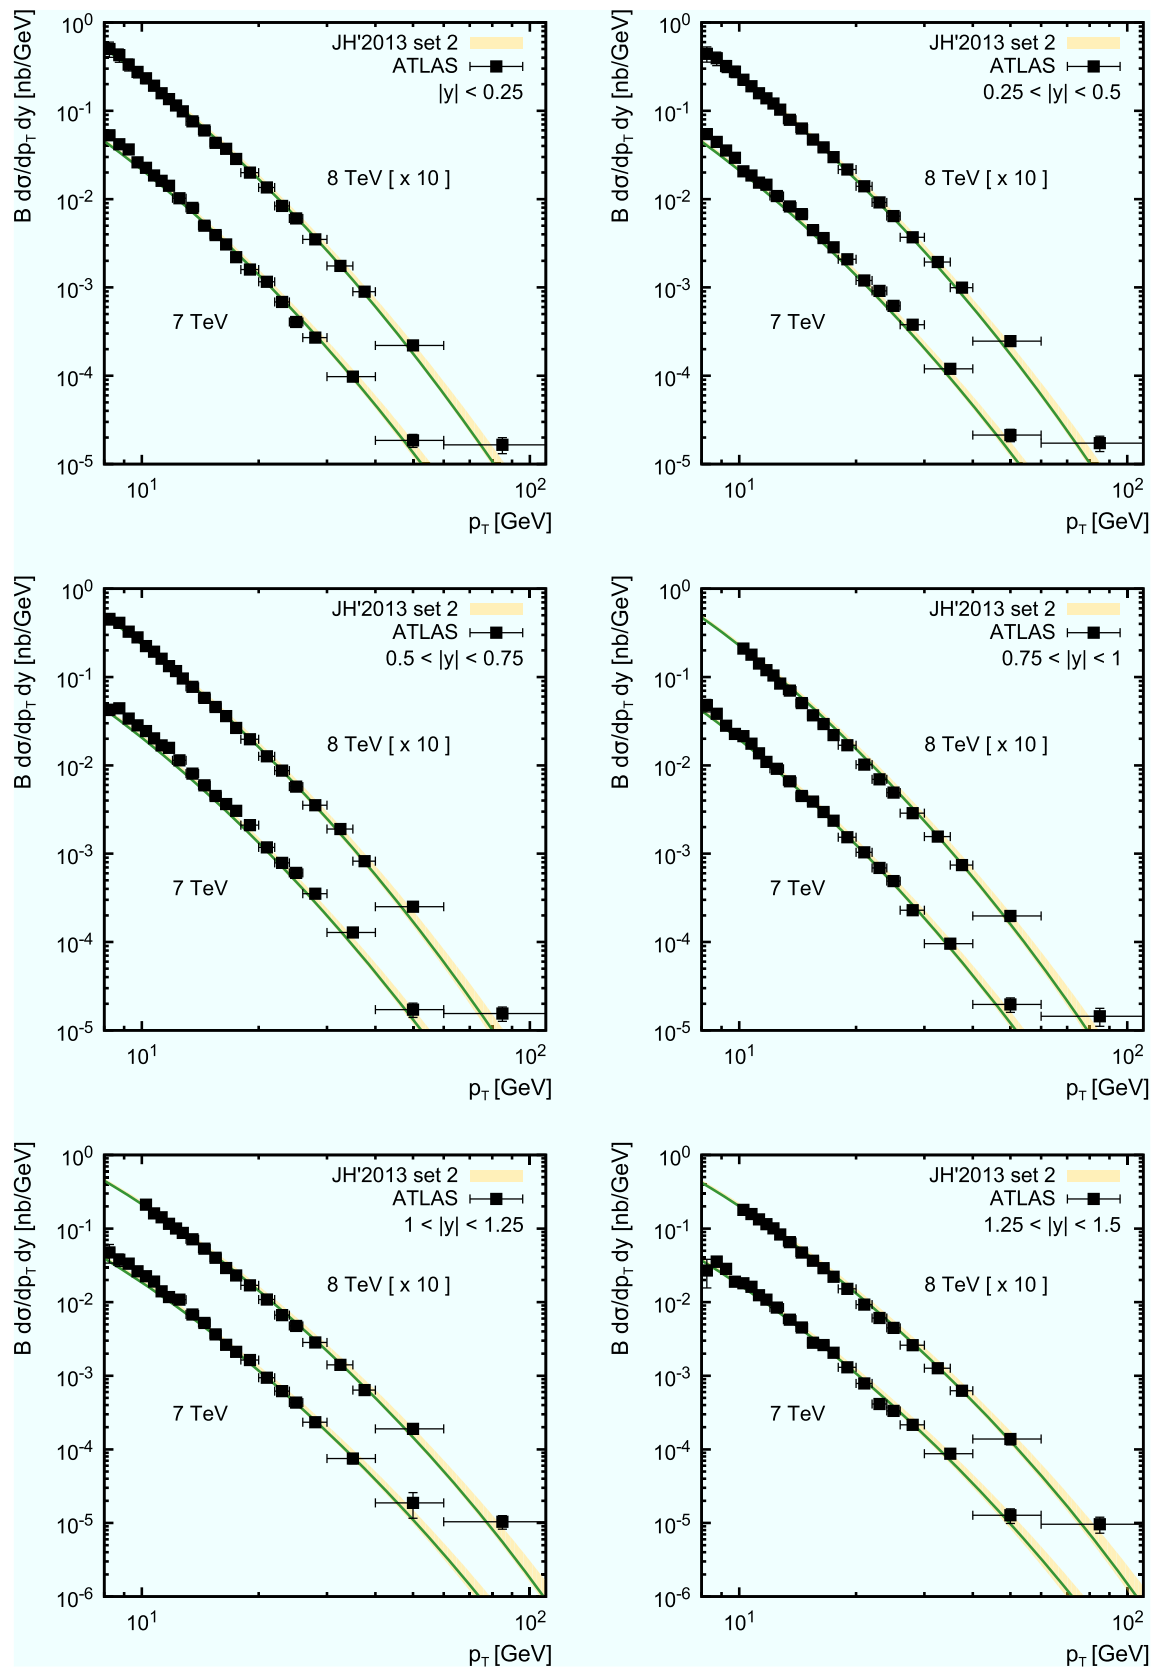 B dσ/dp_T dy [nb/GeV]
10^0
10^-1
10^-2
10^-3
10^-4
10^-5
JH'2013 set 2
ATLAS
|y| < 0.25
8 TeV [ x 10 ]
7 TeV
10^1
10^2
p_T [GeV]
B dσ/dp_T dy [nb/GeV]
10^0
10^-1
10^-2
10^-3
10^-4
10^-5
JH'2013 set 2
ATLAS
0.25 < |y| < 0.5
8 TeV [ x 10 ]
7 TeV
10^1
10^2
p_T [GeV]
B dσ/dp_T dy [nb/GeV]
10^0
10^-1
10^-2
10^-3
10^-4
10^-5
JH'2013 set 2
ATLAS
0.5 < |y| < 0.75
8 TeV [ x 10 ]
7 TeV
10^1
10^2
p_T [GeV]
B dσ/dp_T dy [nb/GeV]
10^0
10^-1
10^-2
10^-3
10^-4
10^-5
JH'2013 set 2
ATLAS
0.75 < |y| < 1
8 TeV [ x 10 ]
7 TeV
10^1
10^2
p_T [GeV]
B dσ/dp_T dy [nb/GeV]
10^0
10^-1
10^-2
10^-3
10^-4
10^-5
10^-6
JH'2013 set 2
ATLAS
1 < |y| < 1.25
8 TeV [ x 10 ]
7 TeV
10^1
10^2
p_T [GeV]
B dσ/dp_T dy [nb/GeV]
10^0
10^-1
10^-2
10^-3
10^-4
10^-5
10^-6
JH'2013 set 2
ATLAS
1.25 < |y| < 1.5
8 TeV [ x 10 ]
7 TeV
10^1
10^2
p_T [GeV]